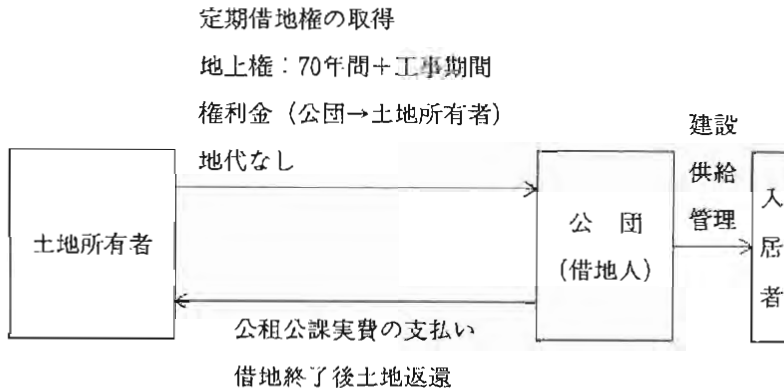 定期借地権の取得
地上権：70年間＋工事期間
権利金（公団→土地所有者）
地代なし
土地所有者
公団
(借地人)
建設
供給
管理
入居者
公租公課実費の支払い
借地終了後土地返還